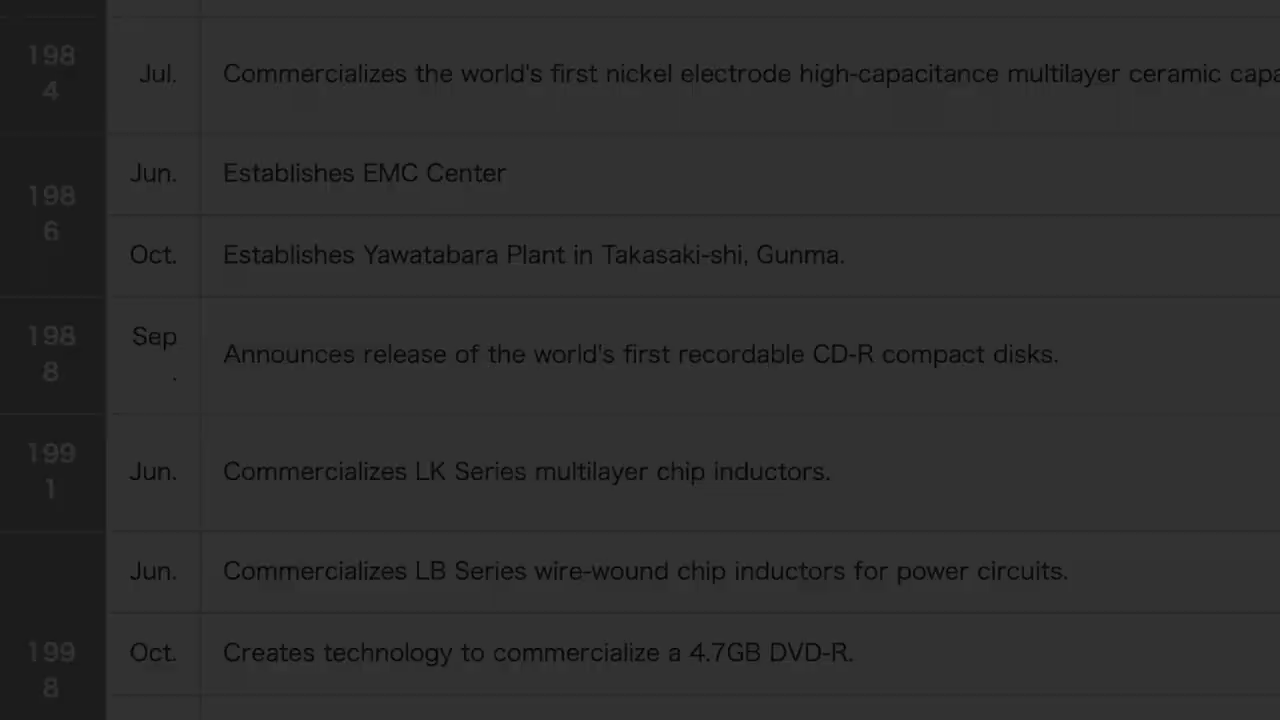 198
4
Jul.
Commercializes the world's first nickel electrode high-capacitance multilayer ceramic
198
6
Jun.
Establishes EMC Center
Oct.
Establishes Yawatabara Plant in Takasaki-shi, Gunma.
198
8
Sep
.
Announces release of the world's first recordable CD-R compact disks.
199
1
Jun.
Commercializes LK Series multilayer chip inductors.
199
8
Jun.
Commercializes LB Series wire-wound chip inductors for power circuits.
Oct.
Creates technology to commercialize a 4.7GB DVD-R.